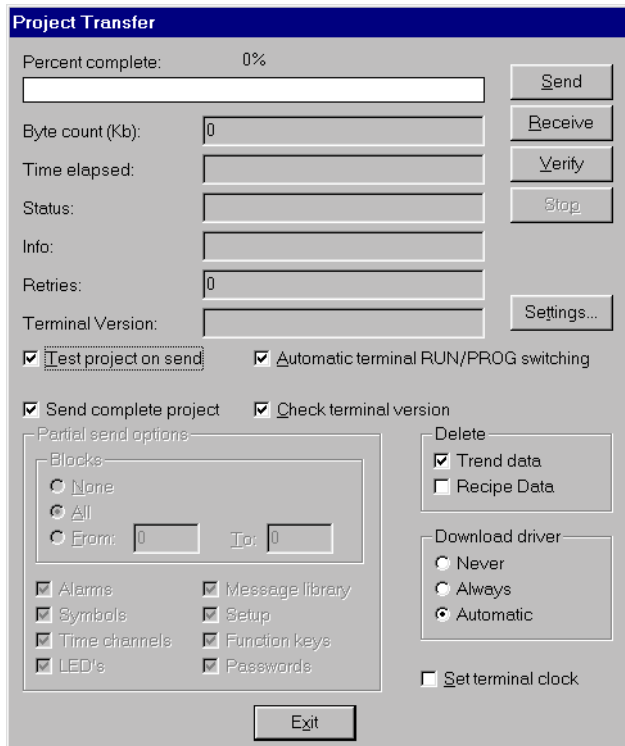 Project Transfer
Percent complete: 0%
Send
Byte count (Kb): 0
Receive
Time elapsed:
Verify
Status:
Stop
Info:
Retries: 0
Terminal Version:
Settings...
Test project on send Automatic terminal RUN/PROG switching
Send complete project Check terminal version
Partial send options
Blocks
None
All
From: 0 To: 0
Alarms Message library
Symbols Setup
Time channels Function keys
LED's Passwords
Delete
Trend data
Recipe Data
Download driver
Never
Always
Automatic
Set terminal clock
Exit